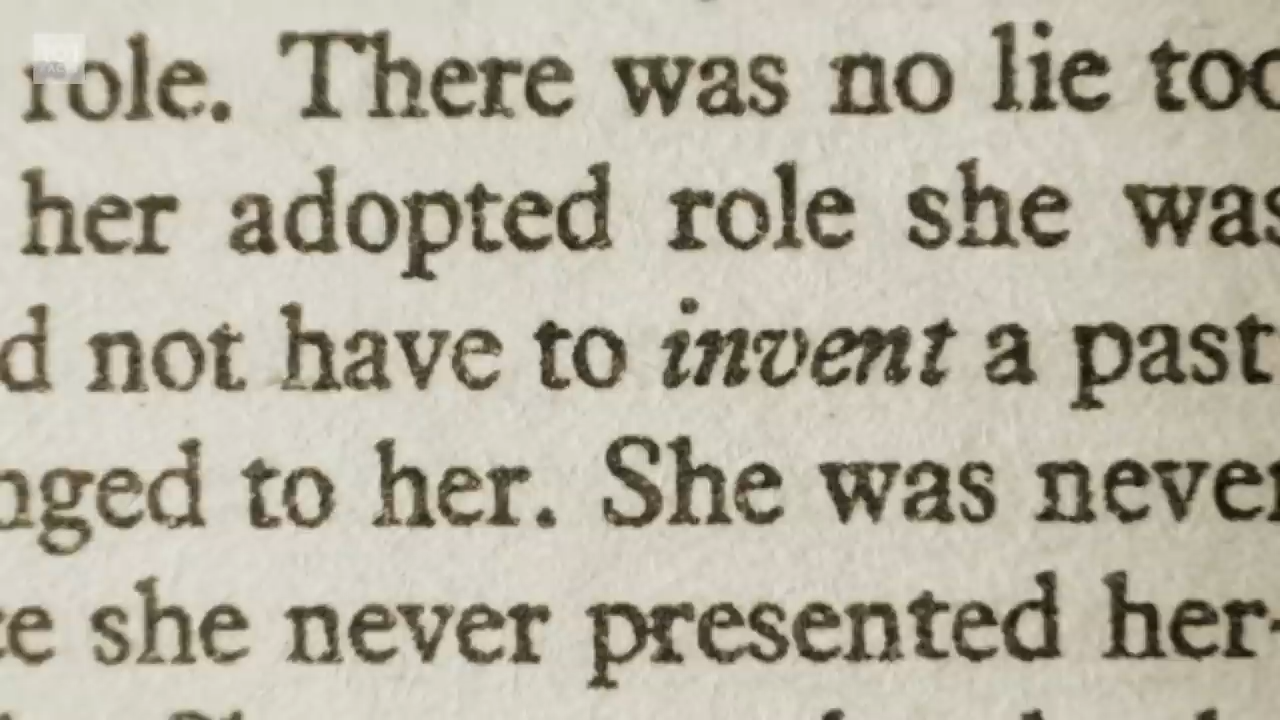 role. There was no lie too
her adopted role she was
d not have to invent a past
nged to her. She was never
ce she never presented her-